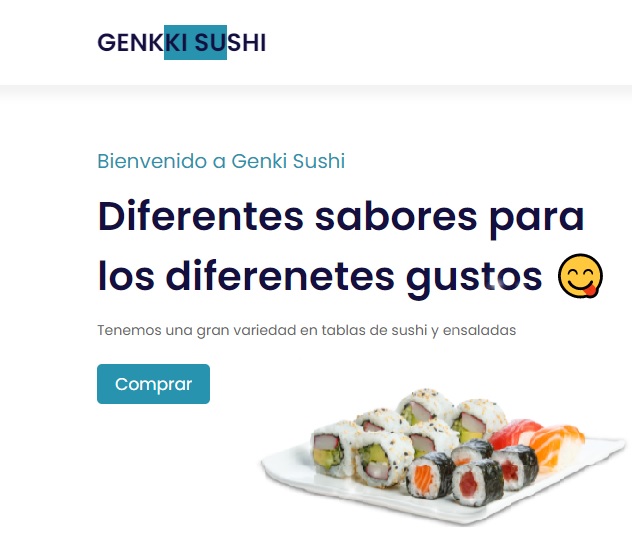 GENKKI SUSHI
Bienvenido a Genki Sushi
Diferentes sabores para
los diferenetes gustos 😋
Tenemos una gran variedad en tablas de sushi y ensaladas
Comprar